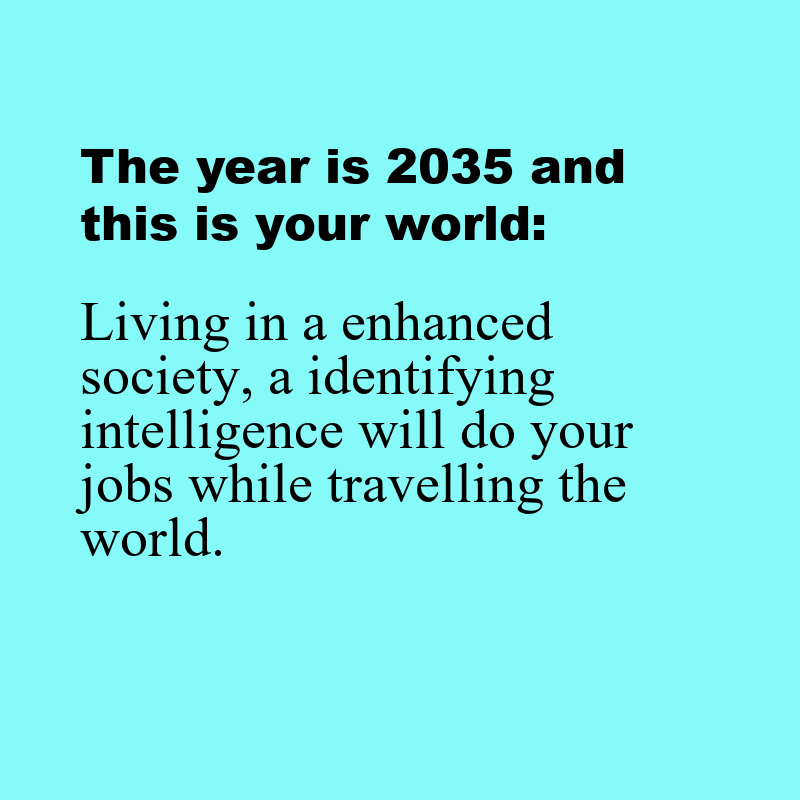 The year is 2035 and
this is your world:
Living in a enhanced
society, a identifying
intelligence will do your
jobs while travelling the
world.